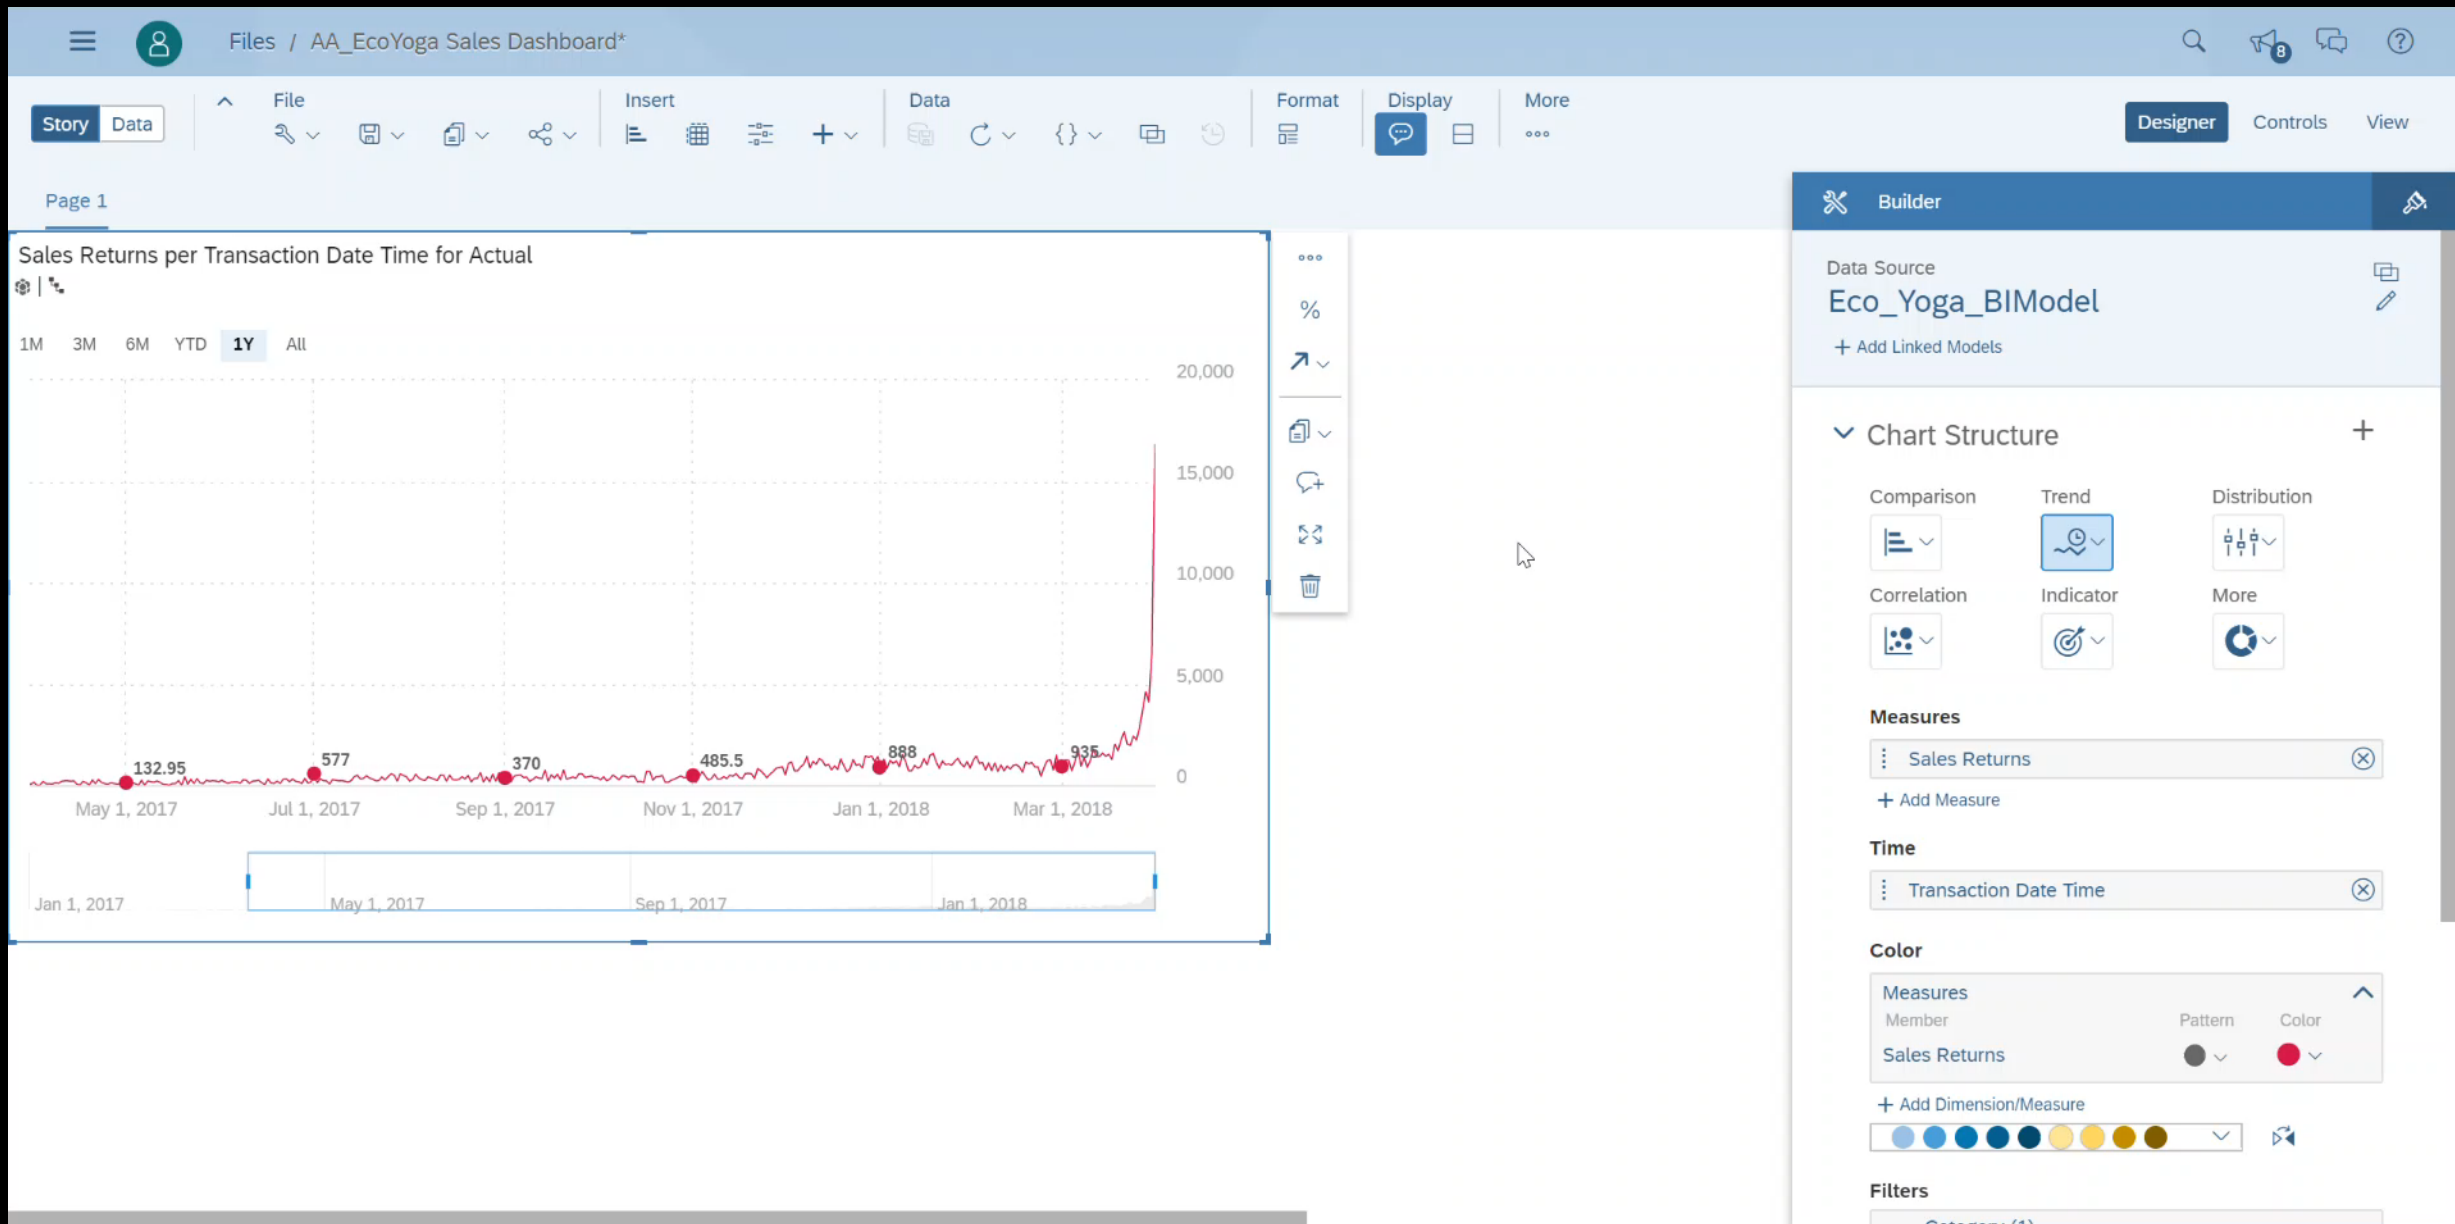 Files / AA_EcoYoga Sales Dashboard*
8
Story Data
File Insert Data Format Display More
Designer Controls View
Page 1
Builder
Sales Returns per Transaction Date Time for Actual
1M 3M 6M YTD 1Y All
20,000
15,000
10,000
5,000
0
132.95 577 370 485.5 888 935
May 1, 2017 Jul 1, 2017 Sep 1, 2017 Nov 1, 2017 Jan 1, 2018 Mar 1, 2018
Jan 1, 2017 May 1, 2017 Sep 1, 2017 Jan 1, 2018
%
Data Source
Eco_Yoga_BIModel
+ Add Linked Models
Chart Structure
Comparison Trend Distribution
Correlation Indicator More
Measures
Sales Returns
+ Add Measure
Time
Transaction Date Time
Color
Measures
Member Pattern Color
Sales Returns
+ Add Dimension/Measure
Filters
Category (1)